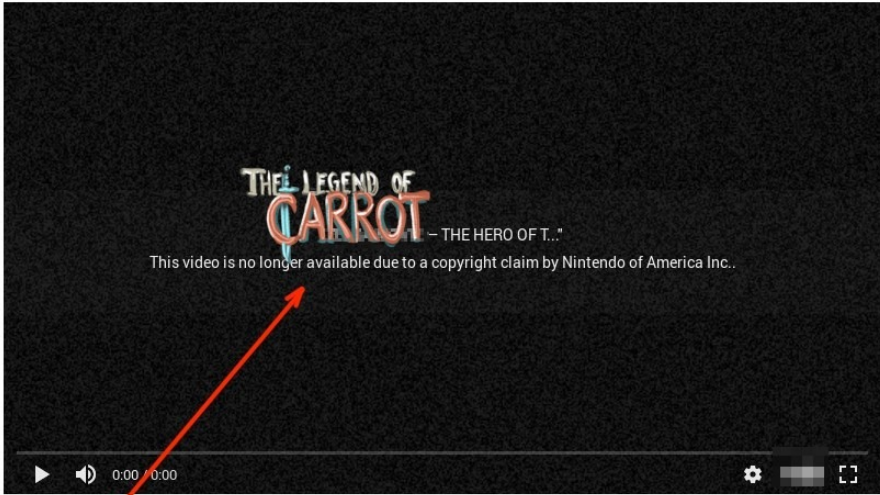 THE LEGEND OF
CARROT
– THE HERO OF T..."
This video is no longer available due to a copyright claim by Nintendo of America Inc..
0:00 / 0:00